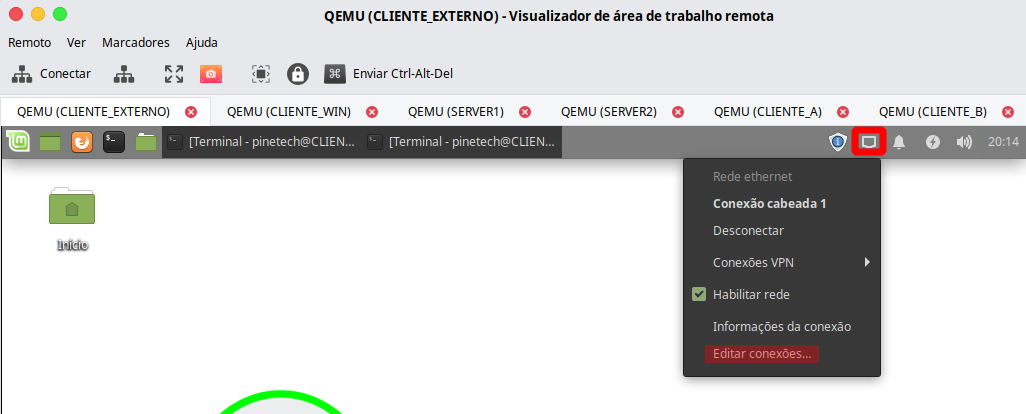 QEMU (CLIENTE_EXTERNO) - Visualizador de área de trabalho remota
Remoto Ver Marcadores Ajuda
Conectar Enviar Ctrl-Alt-Del
QEMU (CLIENTE_EXTERNO) QEMU (CLIENTE_WIN) QEMU (SERVER1) QEMU (SERVER2) QEMU (CLIENTE_A) QEMU (CLIENTE_B)
[Terminal - pinetech@CLIEN... [Terminal - pinetech@CLIEN... 20:14
Início
Rede ethernet
Conexão cabeada 1
Desconectar
Conexões VPN
Habilitar rede
Informações da conexão
Editar conexões...